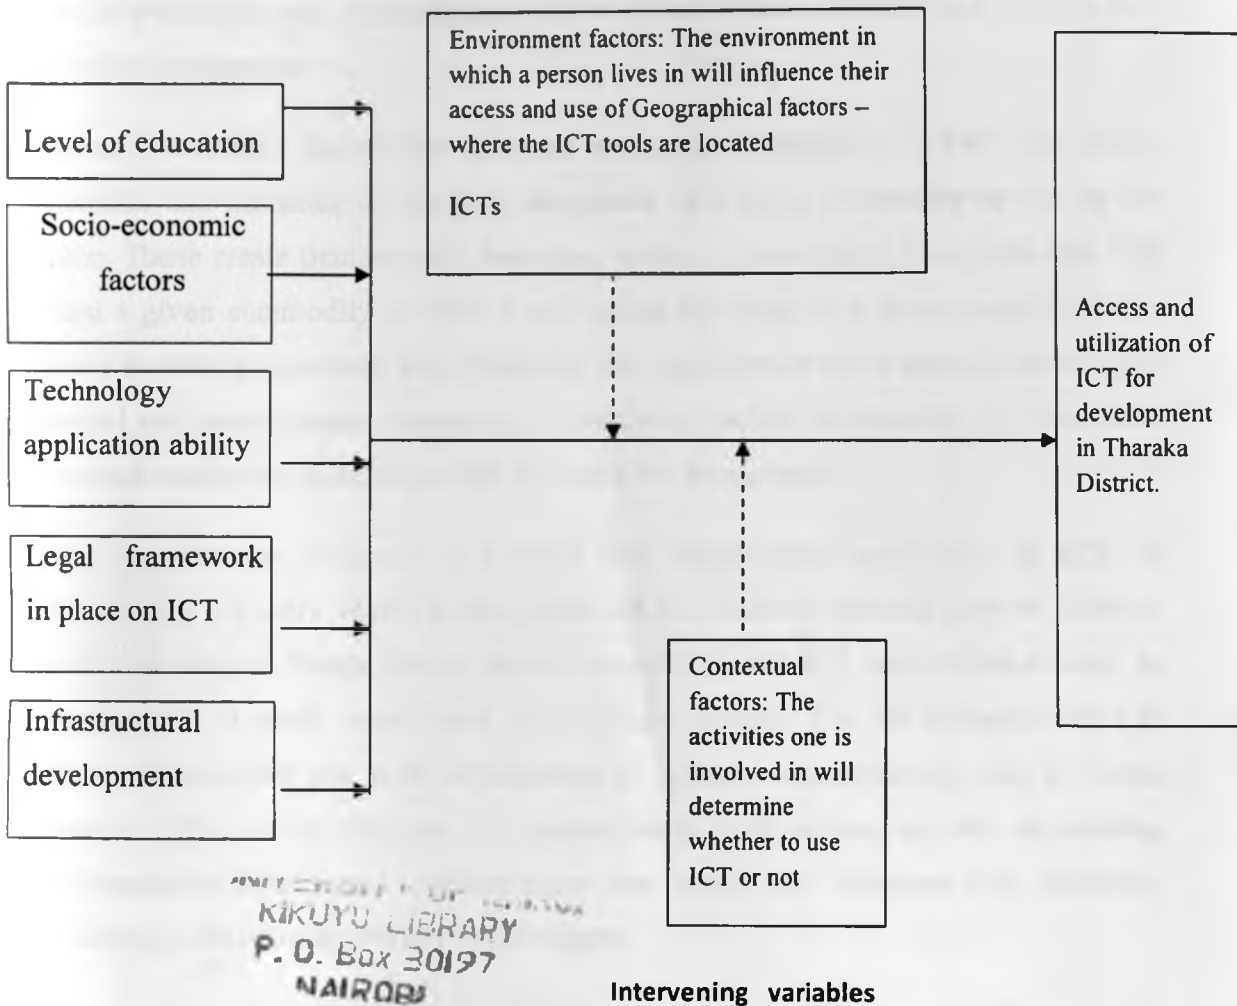 Environment factors: The environment in
which a person lives in will influence their
access and use of Geographical factors –
where the ICT tools are located
ICTs
Level of education
Socio-economic
factors
Technology
application ability
Legal framework
in place on ICT
Infrastructural
development
Access and
utilization of
ICT for
development
in Tharaka
District.
Contextual
factors: The
activities one is
involved in will
determine
whether to use
ICT or not
KIKUYU LIBRARY
P. O. Box 30197
NAIROBI
Intervening variables